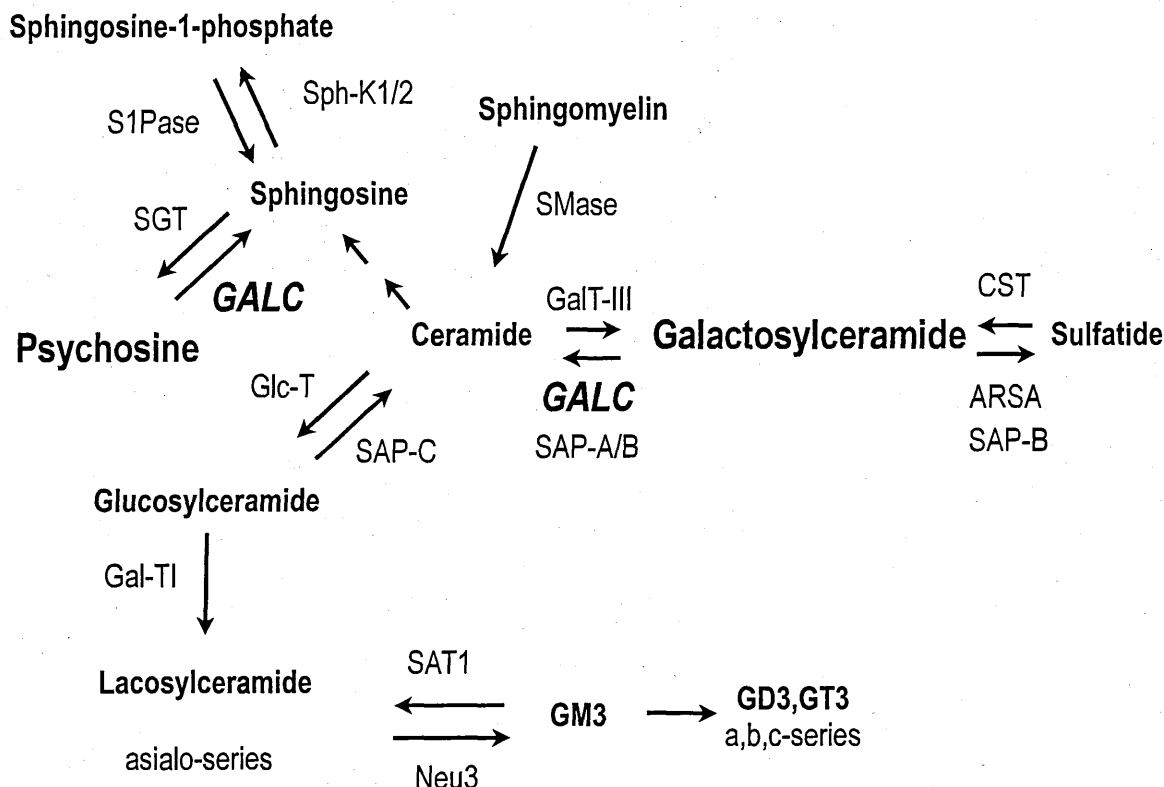 Sphingosine-1-phosphate
Sph-K1/2
S1Pase
Sphingomyelin
Sphingosine
SGT
SMase
GALC
GalT-III
CST
Psychosine
Ceramide
Galactosylceramide
Sulfatide
Glc-T
GALC
ARSA
SAP-C
SAP-A/B
SAP-B
Glucosylceramide
Gal-TI
SAT1
Lacosylceramide
GM3
GD3,GT3
a,b,c-series
asialo-series
Neu3